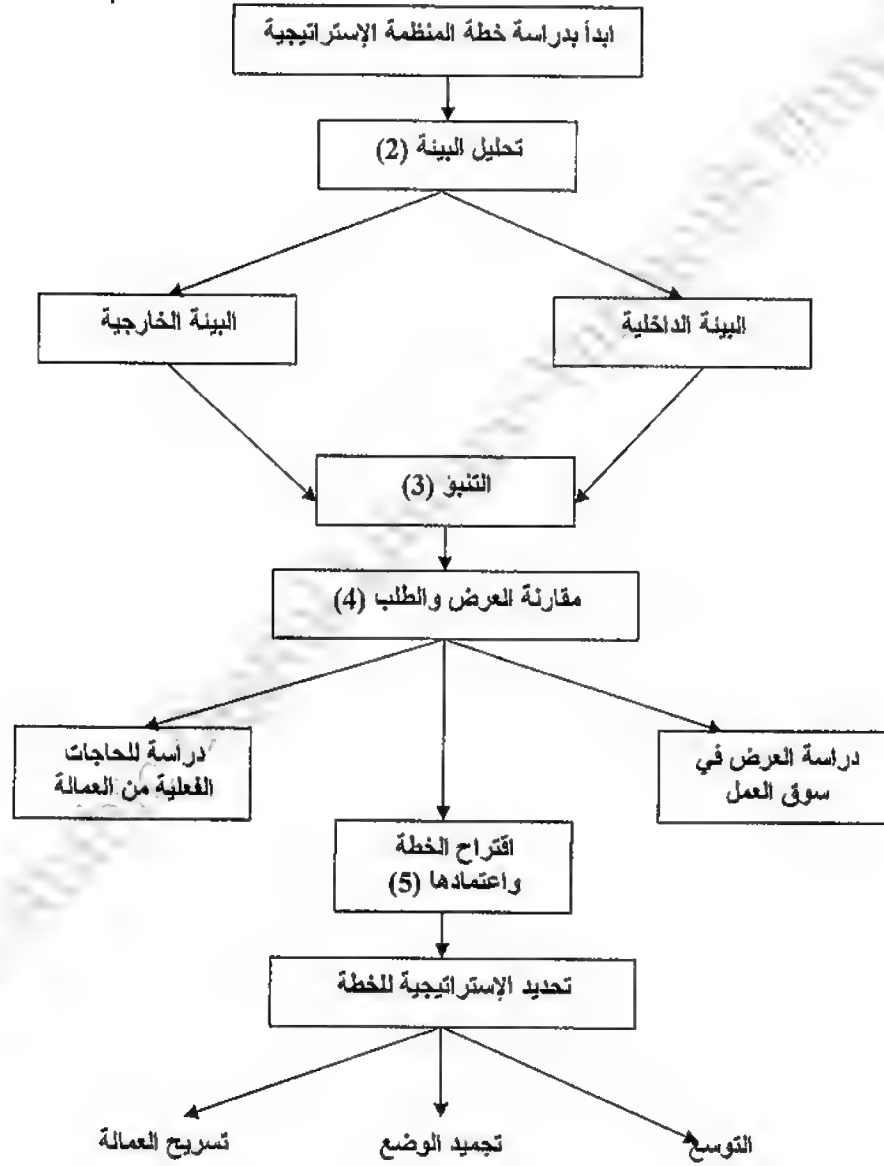 ابدأ بدراسة خطة المنظمة الإستراتيجية
تحليل البيئة (2)
البيئة الداخلية
البيئة الخارجية
التنبؤ (3)
مقارنة العرض والطلب (4)
دراسة العرض في
سوق العمل
دراسة للحاجات
الفعلية من العمالة
اقتراح الخطة
واعتمادها (5)
تحديد الإستراتيجية للخطة
التوسع
تجميد الوضع
تسريح العمالة